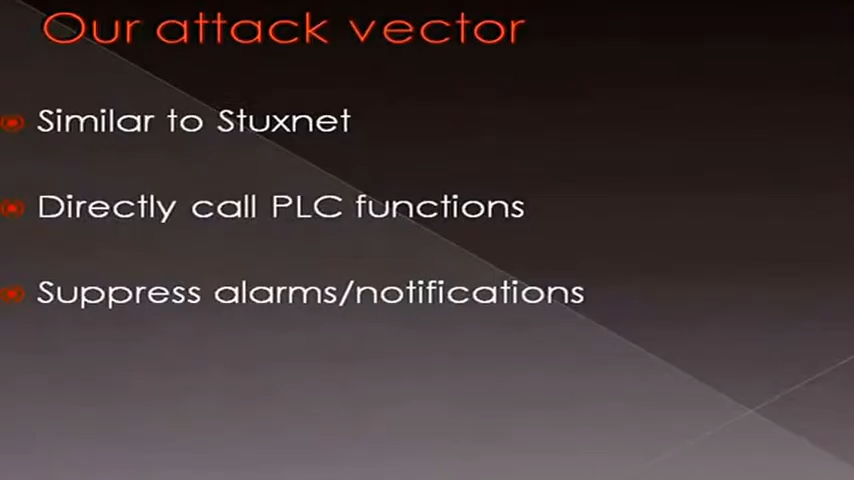 Our attack vector
Similar to Stuxnet
Directly call PLC functions
Suppress alarms/notifications